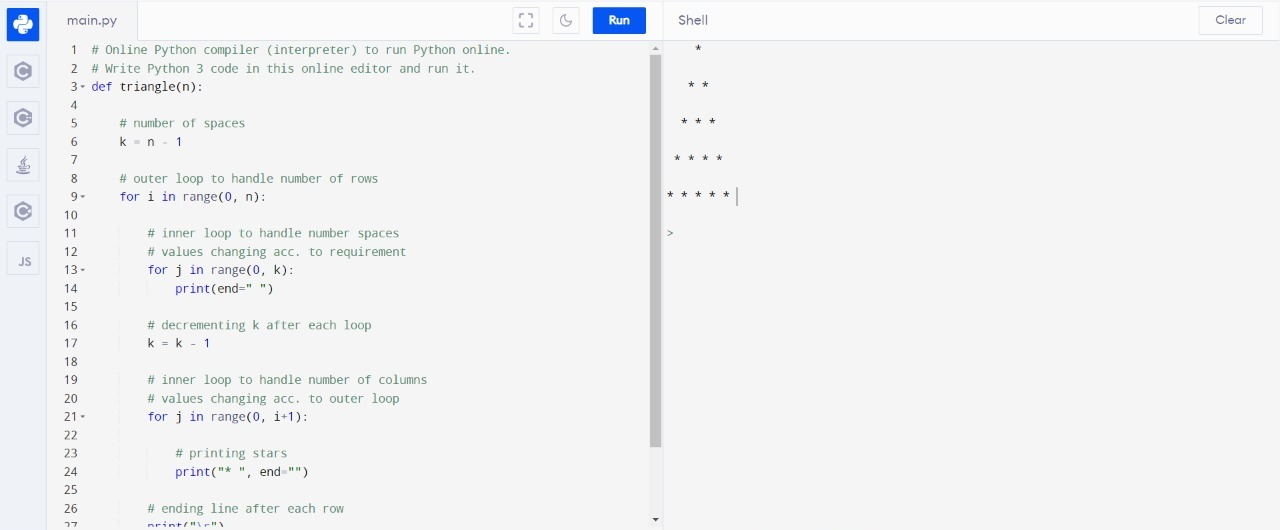 main.py
Run
Shell
Clear
1 # Online Python compiler (interpreter) to run Python online.
2 # Write Python 3 code in this online editor and run it.
3 def triangle(n):
4
5     # number of spaces
6     k = n - 1
7
8     # outer loop to handle number of rows
9     for i in range(0, n):
10
11         # inner loop to handle number spaces
12         # values changing acc. to requirement
13         for j in range(0, k):
14             print(end=" ")
15
16         # decrementing k after each loop
17         k = k - 1
18
19         # inner loop to handle number of columns
20         # values changing acc. to outer loop
21         for j in range(0, i+1):
22
23             # printing stars
24             print("* ", end="")
25
26         # ending line after each row
27         print("\r")
JS
    *
   * *
  * * *
 * * * *
* * * * *
>